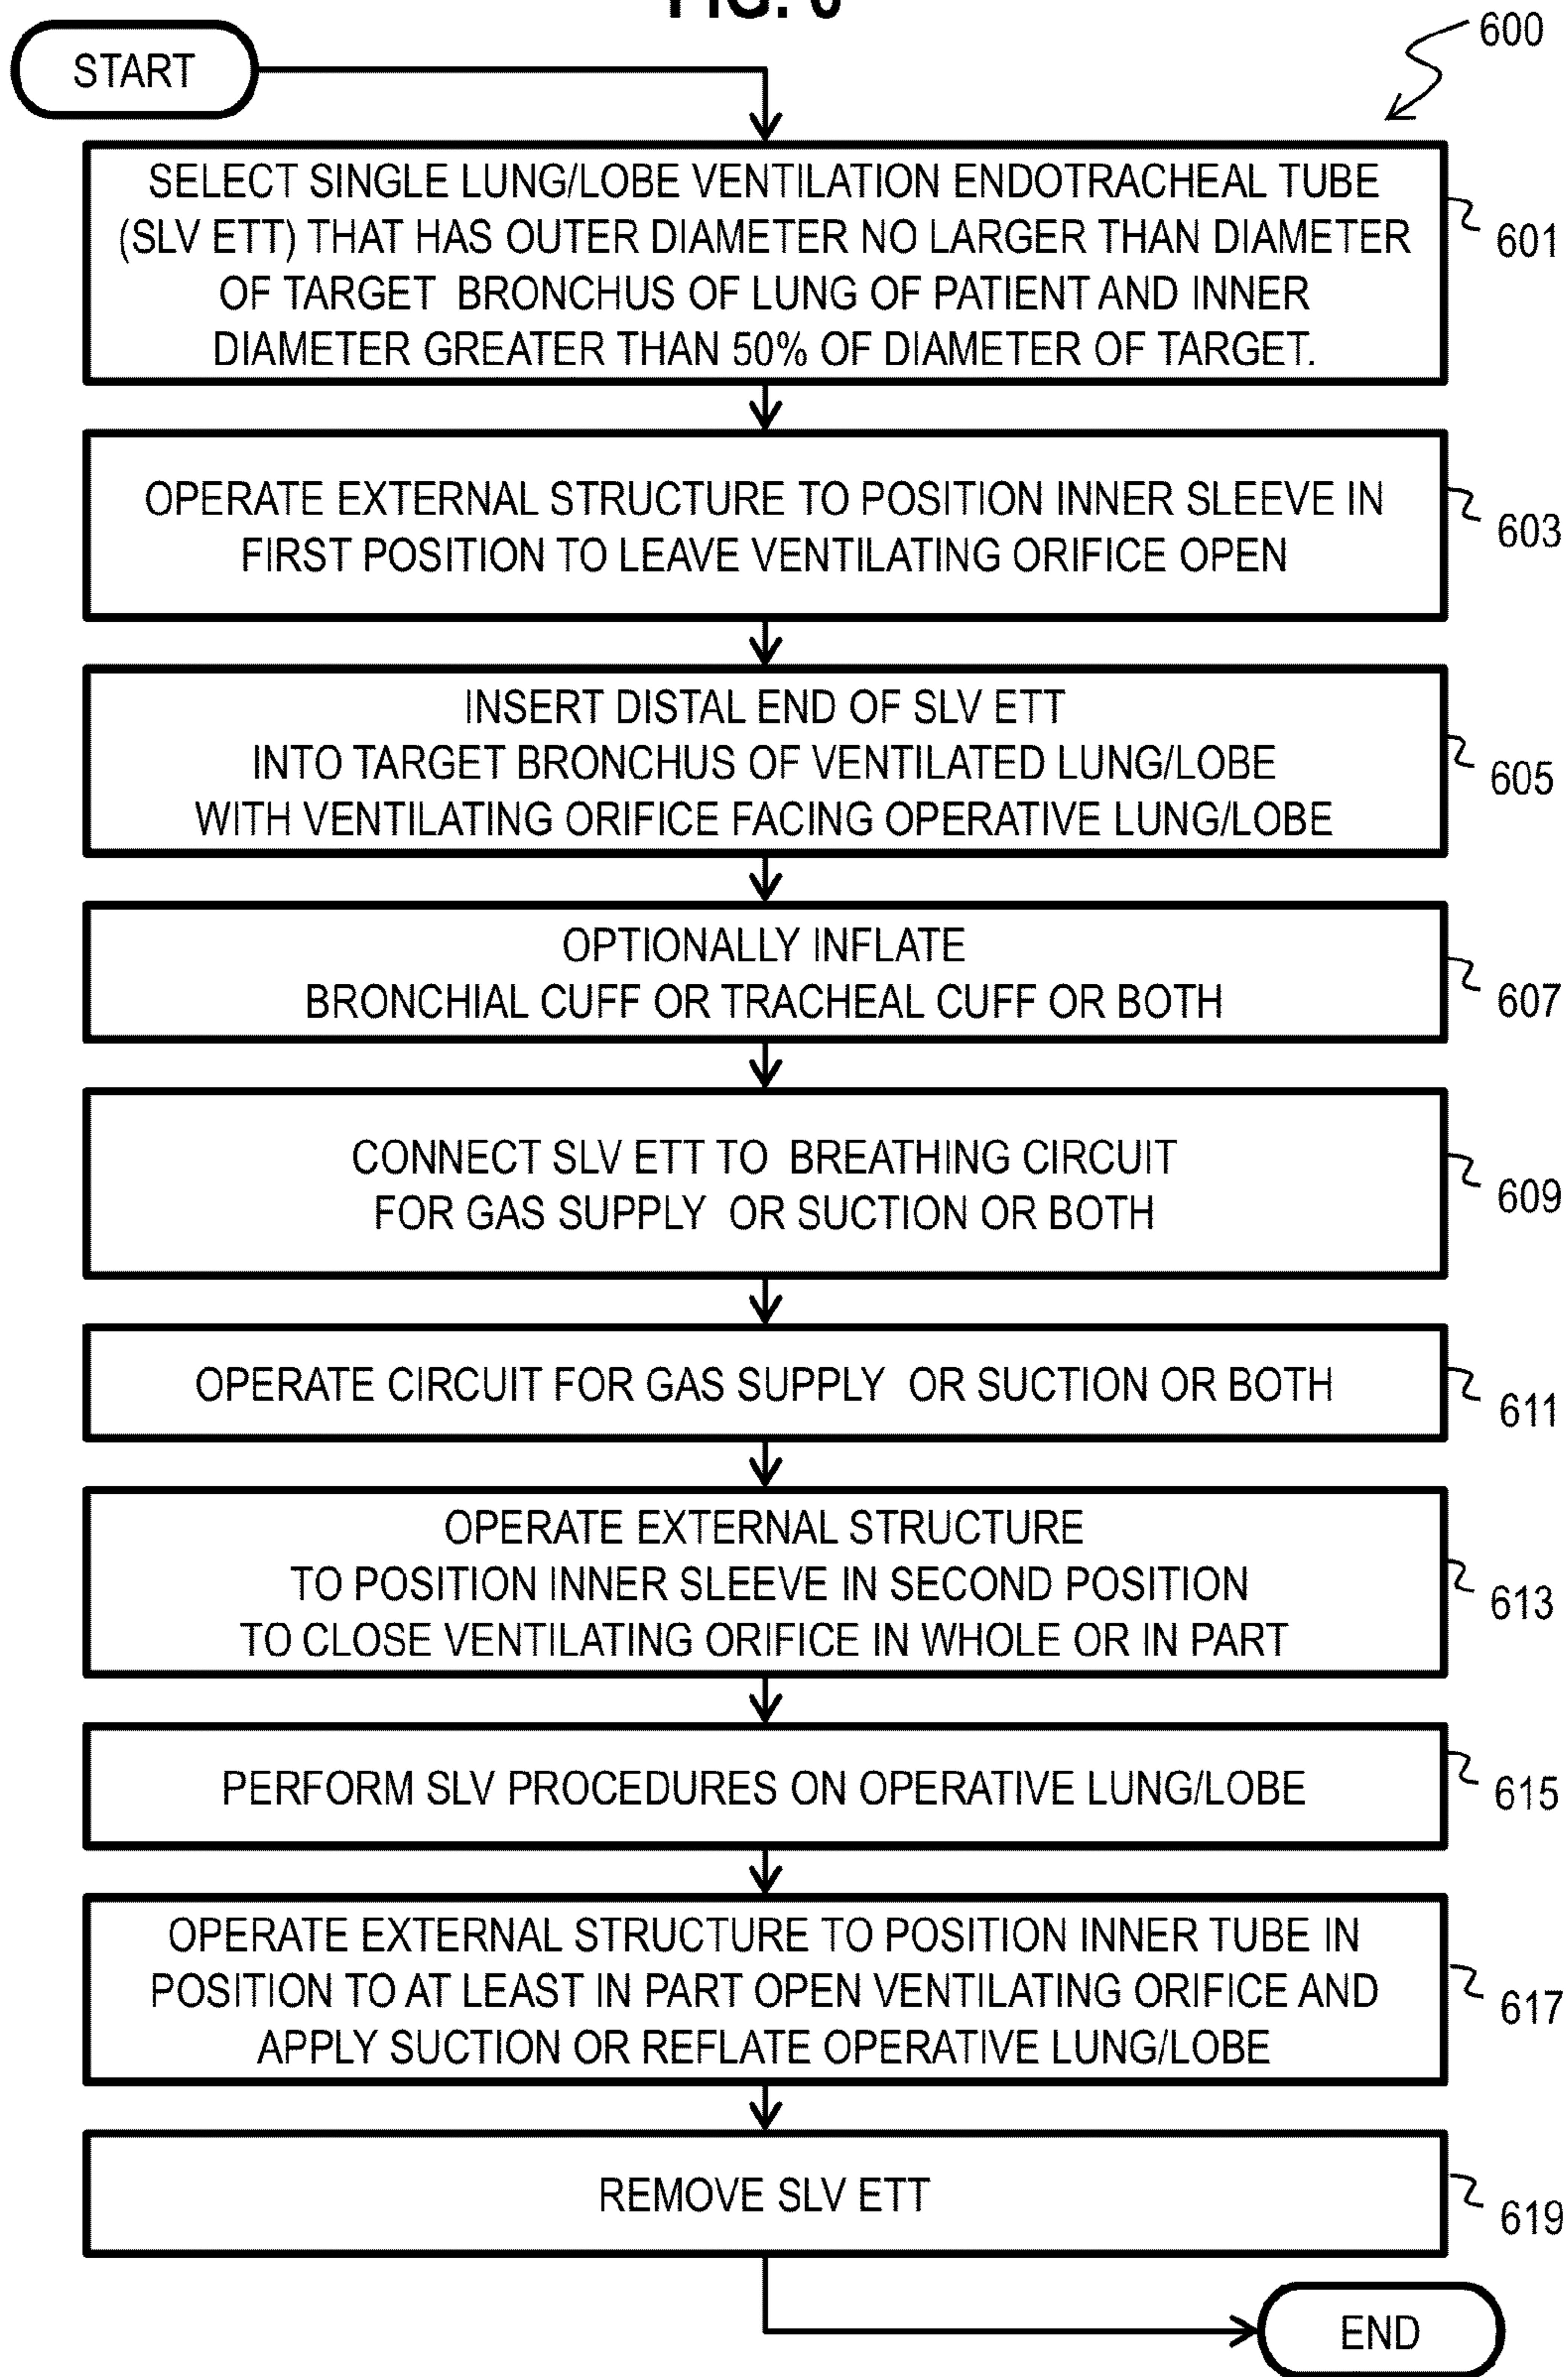 FIG. 6
600
START
SELECT SINGLE LUNG/LOBE VENTILATION ENDOTRACHEAL TUBE
(SLV ETT) THAT HAS OUTER DIAMETER NO LARGER THAN DIAMETER
OF TARGET BRONCHUS OF LUNG OF PATIENT AND INNER
DIAMETER GREATER THAN 50% OF DIAMETER OF TARGET.
601
OPERATE EXTERNAL STRUCTURE TO POSITION INNER SLEEVE IN
FIRST POSITION TO LEAVE VENTILATING ORIFICE OPEN
603
INSERT DISTAL END OF SLV ETT
INTO TARGET BRONCHUS OF VENTILATED LUNG/LOBE
WITH VENTILATING ORIFICE FACING OPERATIVE LUNG/LOBE
605
OPTIONALLY INFLATE
BRONCHIAL CUFF OR TRACHEAL CUFF OR BOTH
607
CONNECT SLV ETT TO BREATHING CIRCUIT
FOR GAS SUPPLY OR SUCTION OR BOTH
609
OPERATE CIRCUIT FOR GAS SUPPLY OR SUCTION OR BOTH
611
OPERATE EXTERNAL STRUCTURE
TO POSITION INNER SLEEVE IN SECOND POSITION
TO CLOSE VENTILATING ORIFICE IN WHOLE OR IN PART
613
PERFORM SLV PROCEDURES ON OPERATIVE LUNG/LOBE
615
OPERATE EXTERNAL STRUCTURE TO POSITION INNER TUBE IN
POSITION TO AT LEAST IN PART OPEN VENTILATING ORIFICE AND
APPLY SUCTION OR REFLATE OPERATIVE LUNG/LOBE
617
REMOVE SLV ETT
619
END